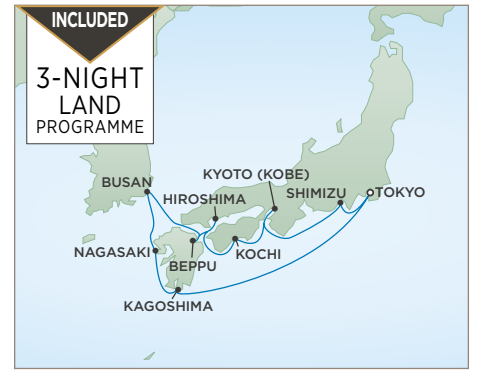 INCLUDED
3-NIGHT
LAND
PROGRAMME
KYOTO (KOBE)
BUSAN
HIROSHIMA
SHIMIZU
TOKYO
NAGASAKI
BEPPU
KOCHI
KAGOSHIMA